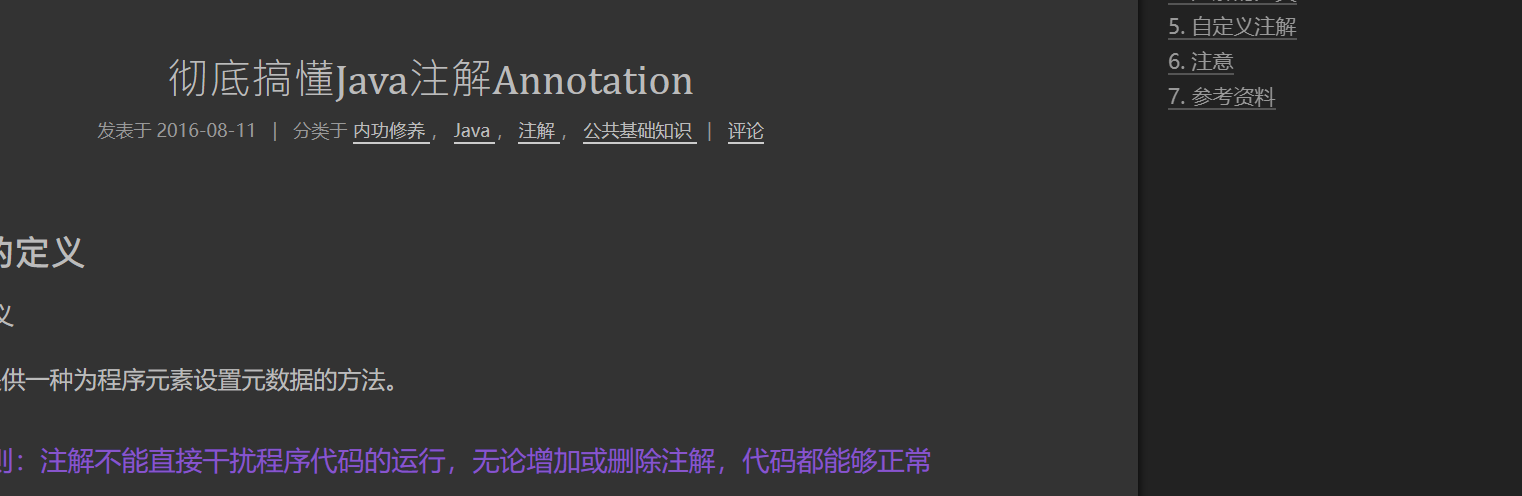 5. 自定义注解
6. 注意
7. 参考资料
彻底搞懂Java注解Annotation
发表于 2016-08-11 | 分类于 内功修养 ， Java ， 注解 ， 公共基础知识 | 评论
的定义
义
供一种为程序元素设置元数据的方法。
则：注解不能直接干扰程序代码的运行，无论增加或删除注解，代码都能够正常